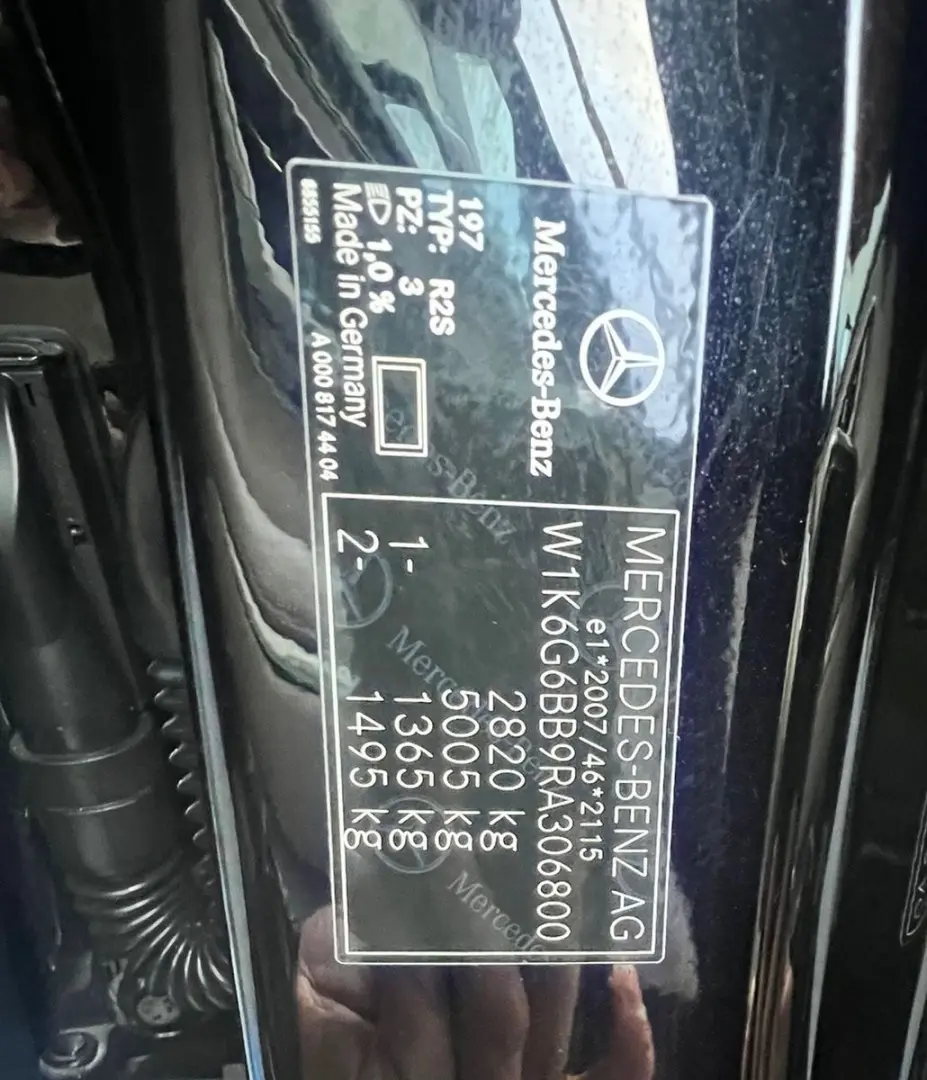 Mercedes-Benz
197
TYP: R2S
PZ: 3
1,0 %
Made in Germany
A 000 817 44 04
MERCEDES-BENZ AG
e1*2007/46*2115
W1K6G6BB9RA306800
2820 kg
5005 kg
1- 1365 kg
2- 1495 kg